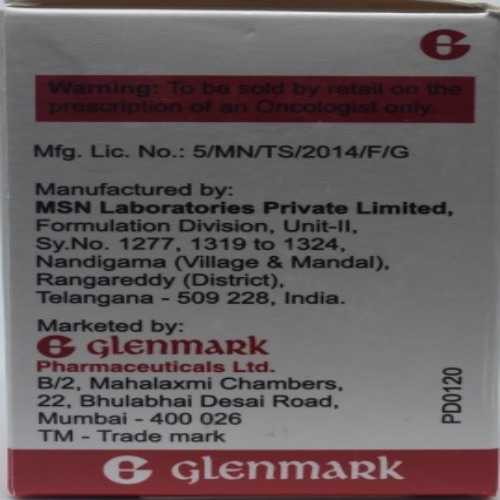 Warning: To be sold by retail on the
prescription of an Oncologist only.
Mfg. Lic. No.: 5/MN/TS/2014/F/G
Manufactured by:
MSN Laboratories Private Limited,
Formulation Division, Unit-II,
Sy.No. 1277, 1319 to 1324,
Nandigama (Village & Mandal),
Rangareddy (District),
Telangana - 509 228, India.
Marketed by:
glenmark
Pharmaceuticals Ltd.
B/2, Mahalaxmi Chambers,
22, Bhulabhai Desai Road,
Mumbai - 400 026
TM - Trade mark
PD0120
glenmark